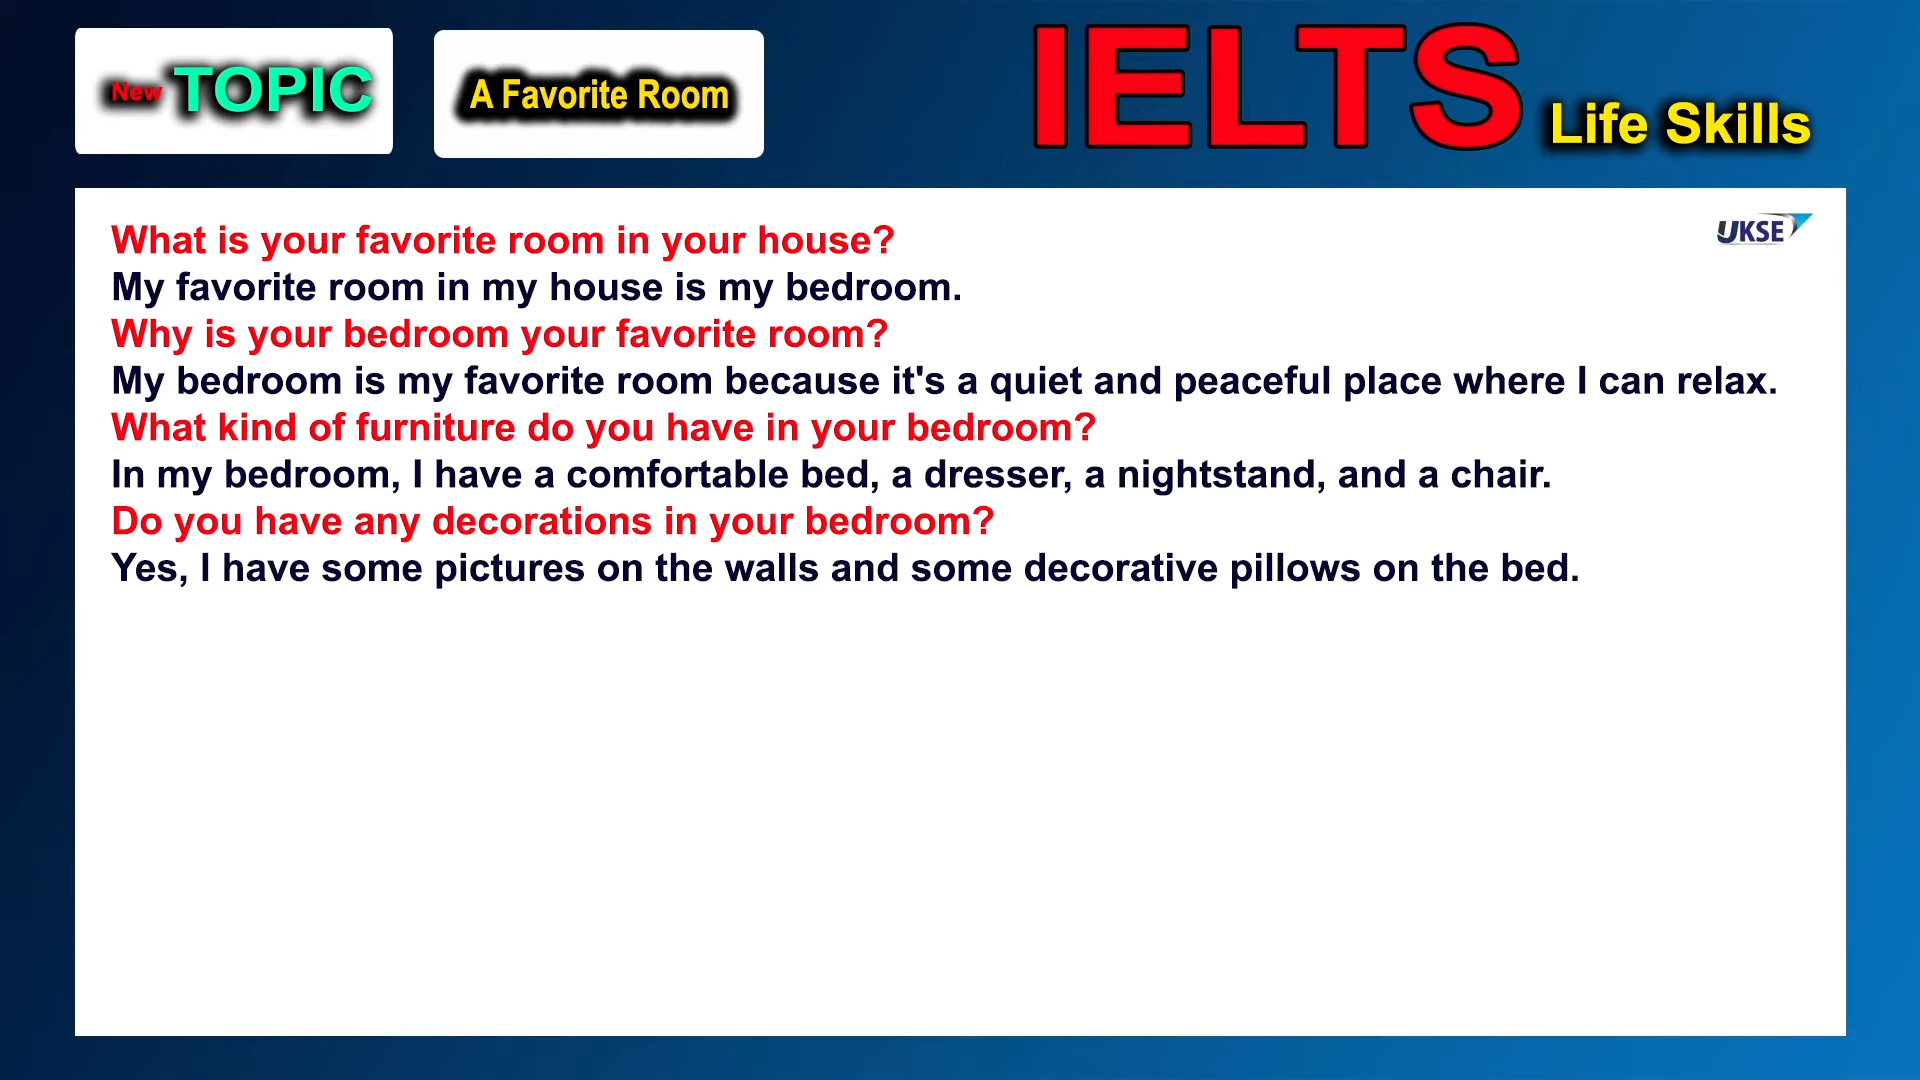 New TOPIC
A Favorite Room
IELTS Life Skills
UKSE
What is your favorite room in your house?
My favorite room in my house is my bedroom.
Why is your bedroom your favorite room?
My bedroom is my favorite room because it's a quiet and peaceful place where I can relax.
What kind of furniture do you have in your bedroom?
In my bedroom, I have a comfortable bed, a dresser, a nightstand, and a chair.
Do you have any decorations in your bedroom?
Yes, I have some pictures on the walls and some decorative pillows on the bed.